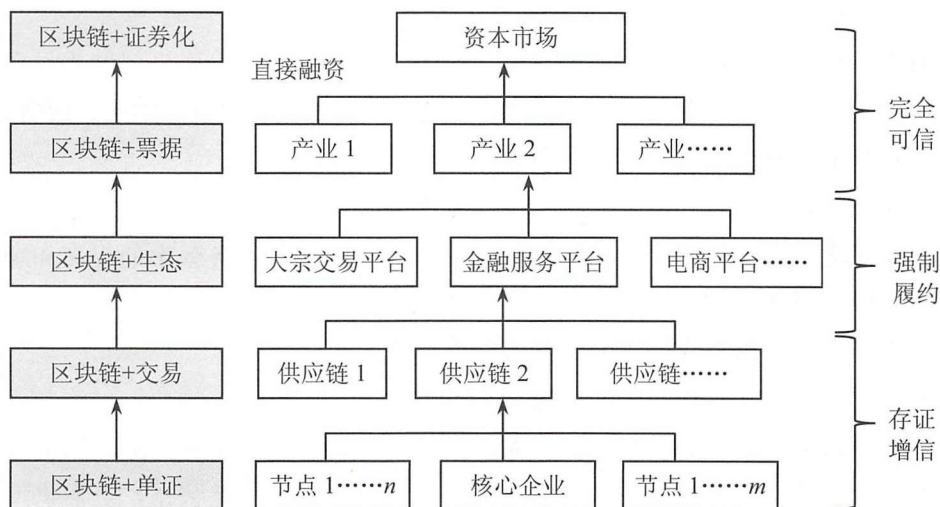 区块链+证券化
资本市场
直接融资
完全
可信
区块链+票据
产业 1
产业 2
产业……
区块链+生态
大宗交易平台
金融服务平台
电商平台……
强制
履约
区块链+交易
供应链 1
供应链 2
供应链……
存证
增信
区块链+单证
节点 1……n
核心企业
节点 1……m